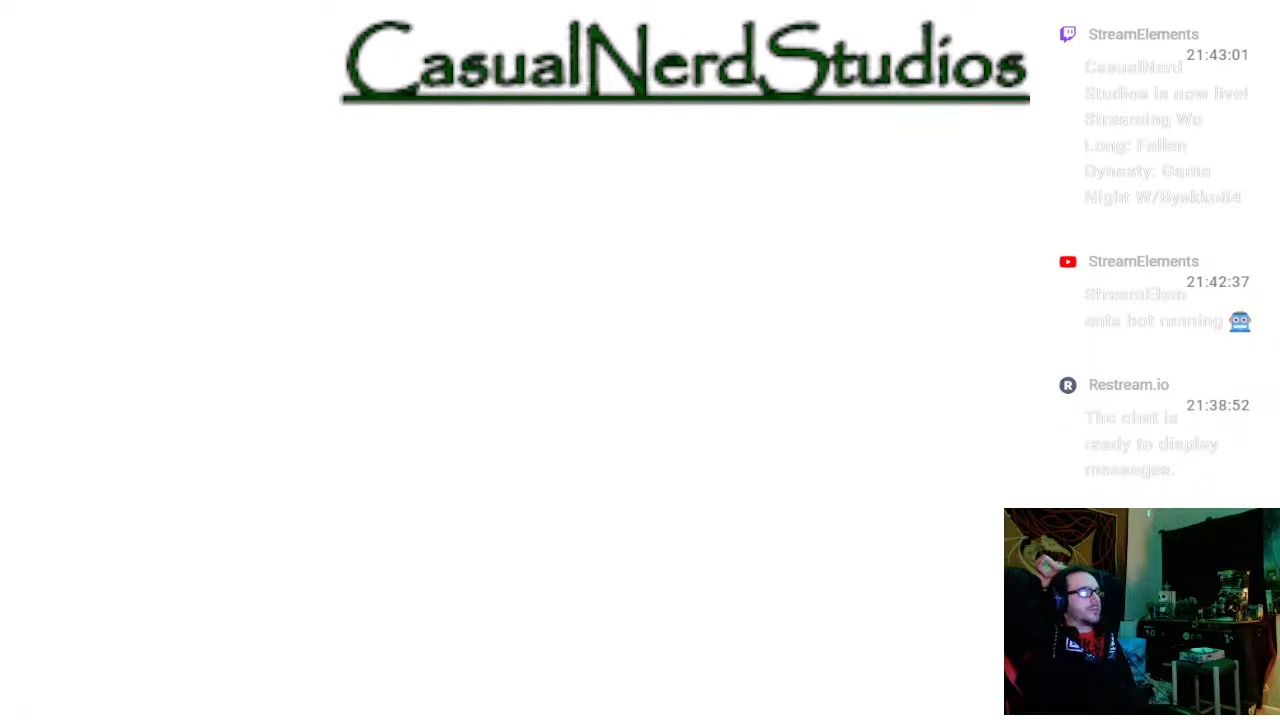 CasualNerdStudios
StreamElements
21:43:01
CasualNerd
Studios is now live!
Streaming Wo
Long: Fallen
Dynasty: Game
Night W/Byakko84
StreamElements
21:42:37
StreamElem
ents bot running
Restream.io
21:38:52
The chat is
ready to display
messages.